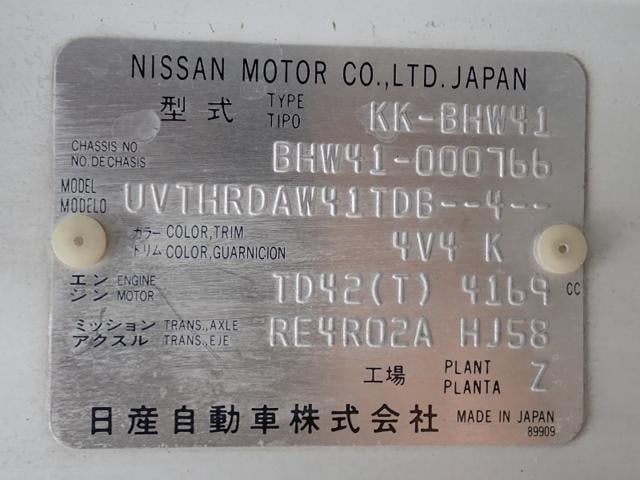 NISSAN MOTOR CO.,LTD. JAPAN
型式 TYPE TIPO KK-BHW41
CHASSIS NO. NO. DE CHASIS BHW41-000766
MODEL MODELO UVTHRDAW41TDB--4--
カラー COLOR,TRIM
トリム COLOR,GUARNICION 4V4 K
エンジン ENGINE MOTOR TD42(T) 4169 CC
ミッション TRANS.,AXLE
アクスル TRANS.,EJE RE4R02A HJ58
工場 PLANT PLANTA Z
日産自動車株式会社 MADE IN JAPAN
89909